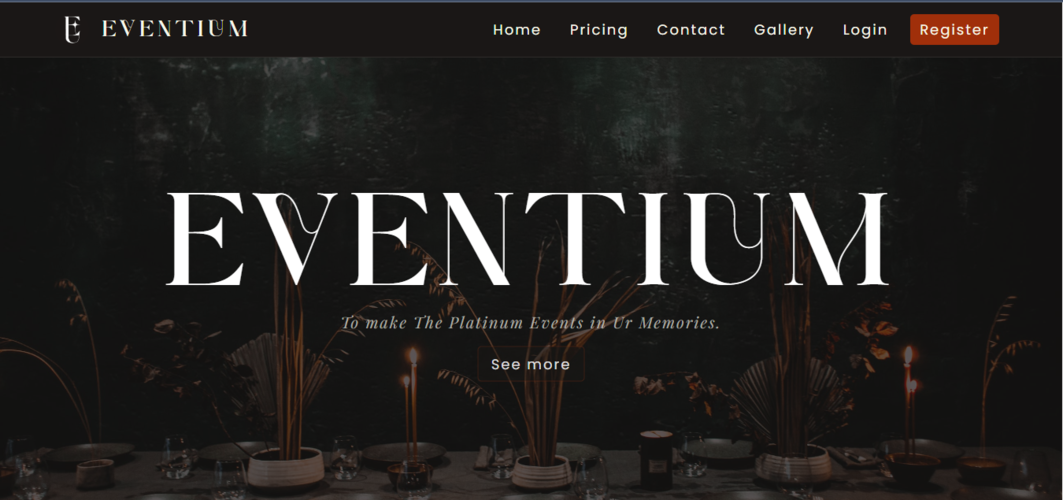 EVENTIUM
Home Pricing Contact Gallery Login Register
EVENTIUM
To make The Platinum Events in Ur Memories.
See more